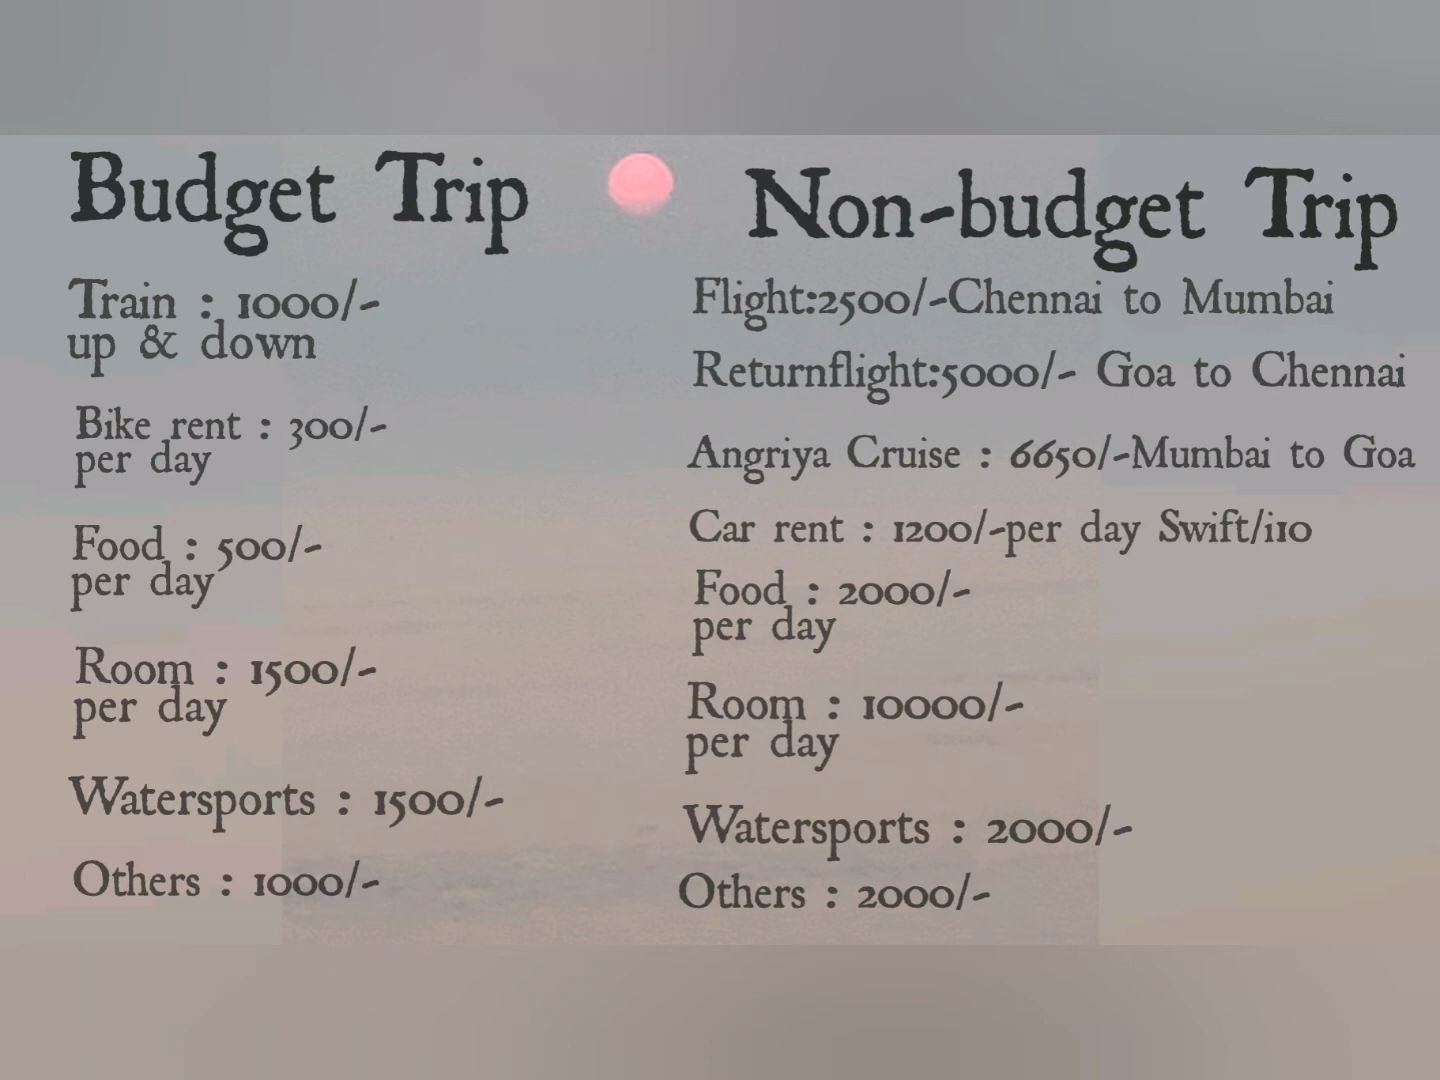 Budget Trip
Train : 1000/-
up & down
Bike rent : 300/-
per day
Food : 500/-
per day
Room : 1500/-
per day
Watersports : 1500/-
Others : 1000/-
Non-budget Trip
Flight:2500/-Chennai to Mumbai
Returnflight:5000/- Goa to Chennai
Angriya Cruise : 6650/-Mumbai to Goa
Car rent : 1200/-per day Swift/i10
Food : 2000/-
per day
Room : 10000/-
per day
Watersports : 2000/-
Others : 2000/-